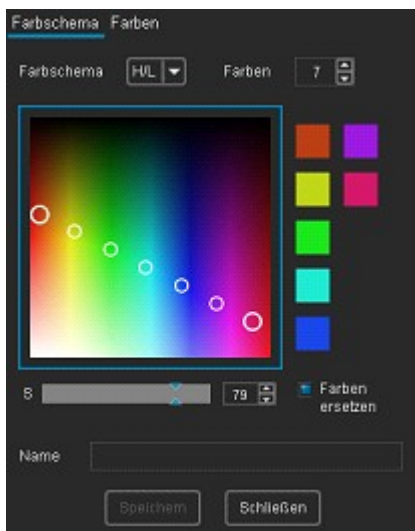 Farbschema Farben
Farbschema H/L Farben 7
S 79 Farben ersetzen
Name
Speichern Schließen